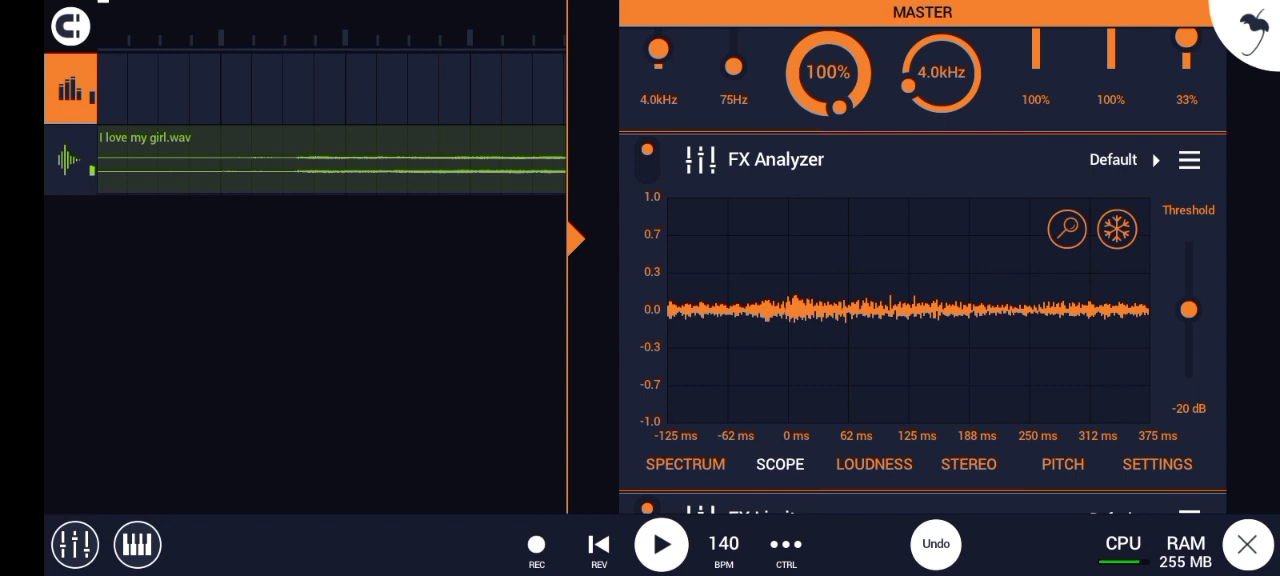 MASTER
100%
4.0kHz
4.0kHz
75Hz
100%
100%
33%
I love my girl.wav
FX Analyzer
Default
1.0
0.7
0.3
0.0
-0.3
-0.7
-1.0
Threshold
-20 dB
-125 ms
-62 ms
0 ms
62 ms
125 ms
188 ms
250 ms
312 ms
375 ms
SPECTRUM
SCOPE
LOUDNESS
STEREO
PITCH
SETTINGS
REC
REV
140
BPM
CTRL
Undo
CPU
RAM
255 MB